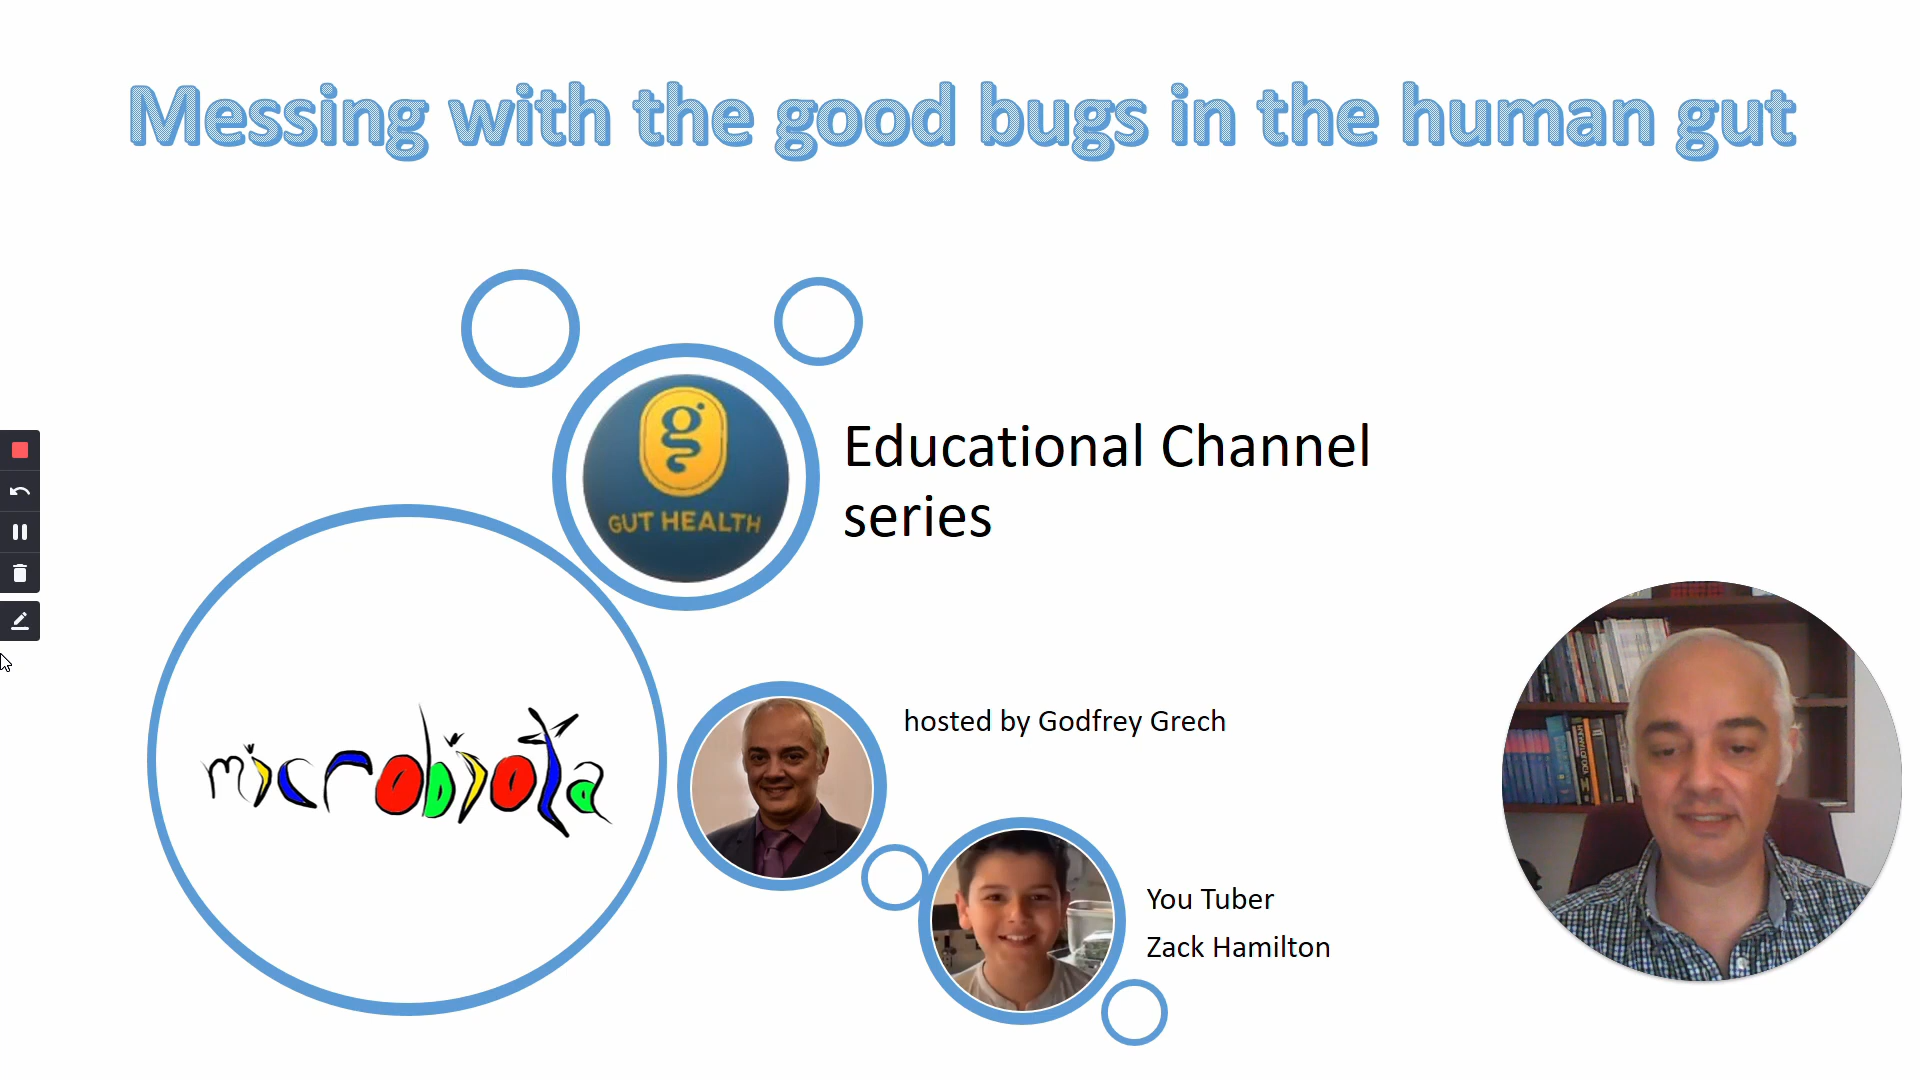 Messing with the good bugs in the human gut
g
GUT HEALTH
Educational Channel
series
microbiota
hosted by Godfrey Grech
You Tuber
Zack Hamilton